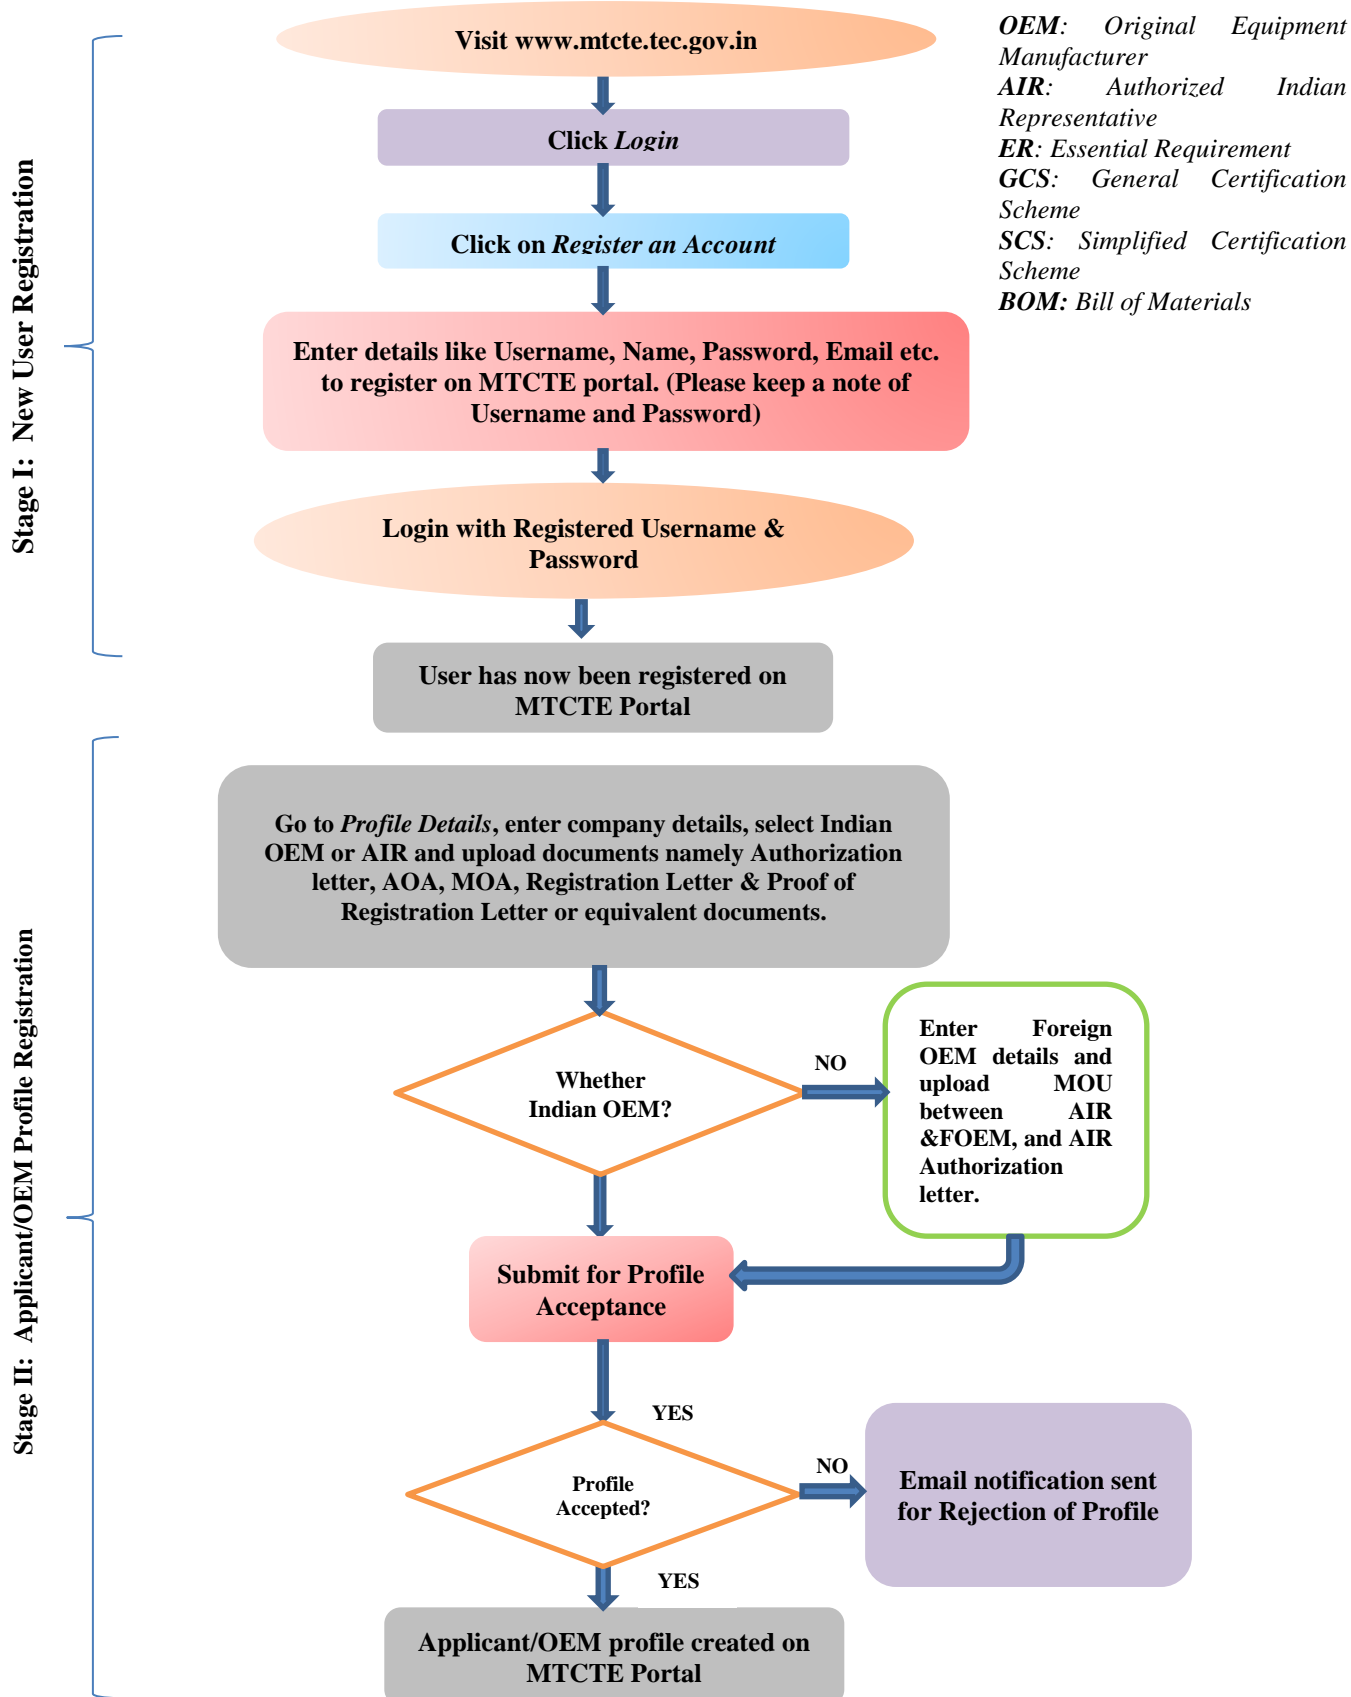 Visit www.mtcte.tec.gov.in
Click Login
Click on Register an Account
Enter details like Username, Name, Password, Email etc.
to register on MTCTE portal. (Please keep a note of
Username and Password)
Login with Registered Username &
Password
User has now been registered on
MTCTE Portal
Stage I: New User Registration
OEM: Original Equipment
Manufacturer
AIR: Authorized Indian
Representative
ER: Essential Requirement
GCS: General Certification
Scheme
SCS: Simplified Certification
Scheme
BOM: Bill of Materials
Stage II: Applicant/OEM Profile Registration
Go to Profile Details, enter company details, select Indian
OEM or AIR and upload documents namely Authorization
letter, AOA, MOA, Registration Letter & Proof of
Registration Letter or equivalent documents.
Whether
Indian OEM?
NO
Enter Foreign
OEM details and
upload MOU
between AIR
&FOEM, and AIR
Authorization
letter.
Submit for Profile
Acceptance
YES
Profile
Accepted?
NO
Email notification sent
for Rejection of Profile
YES
Applicant/OEM profile created on
MTCTE Portal